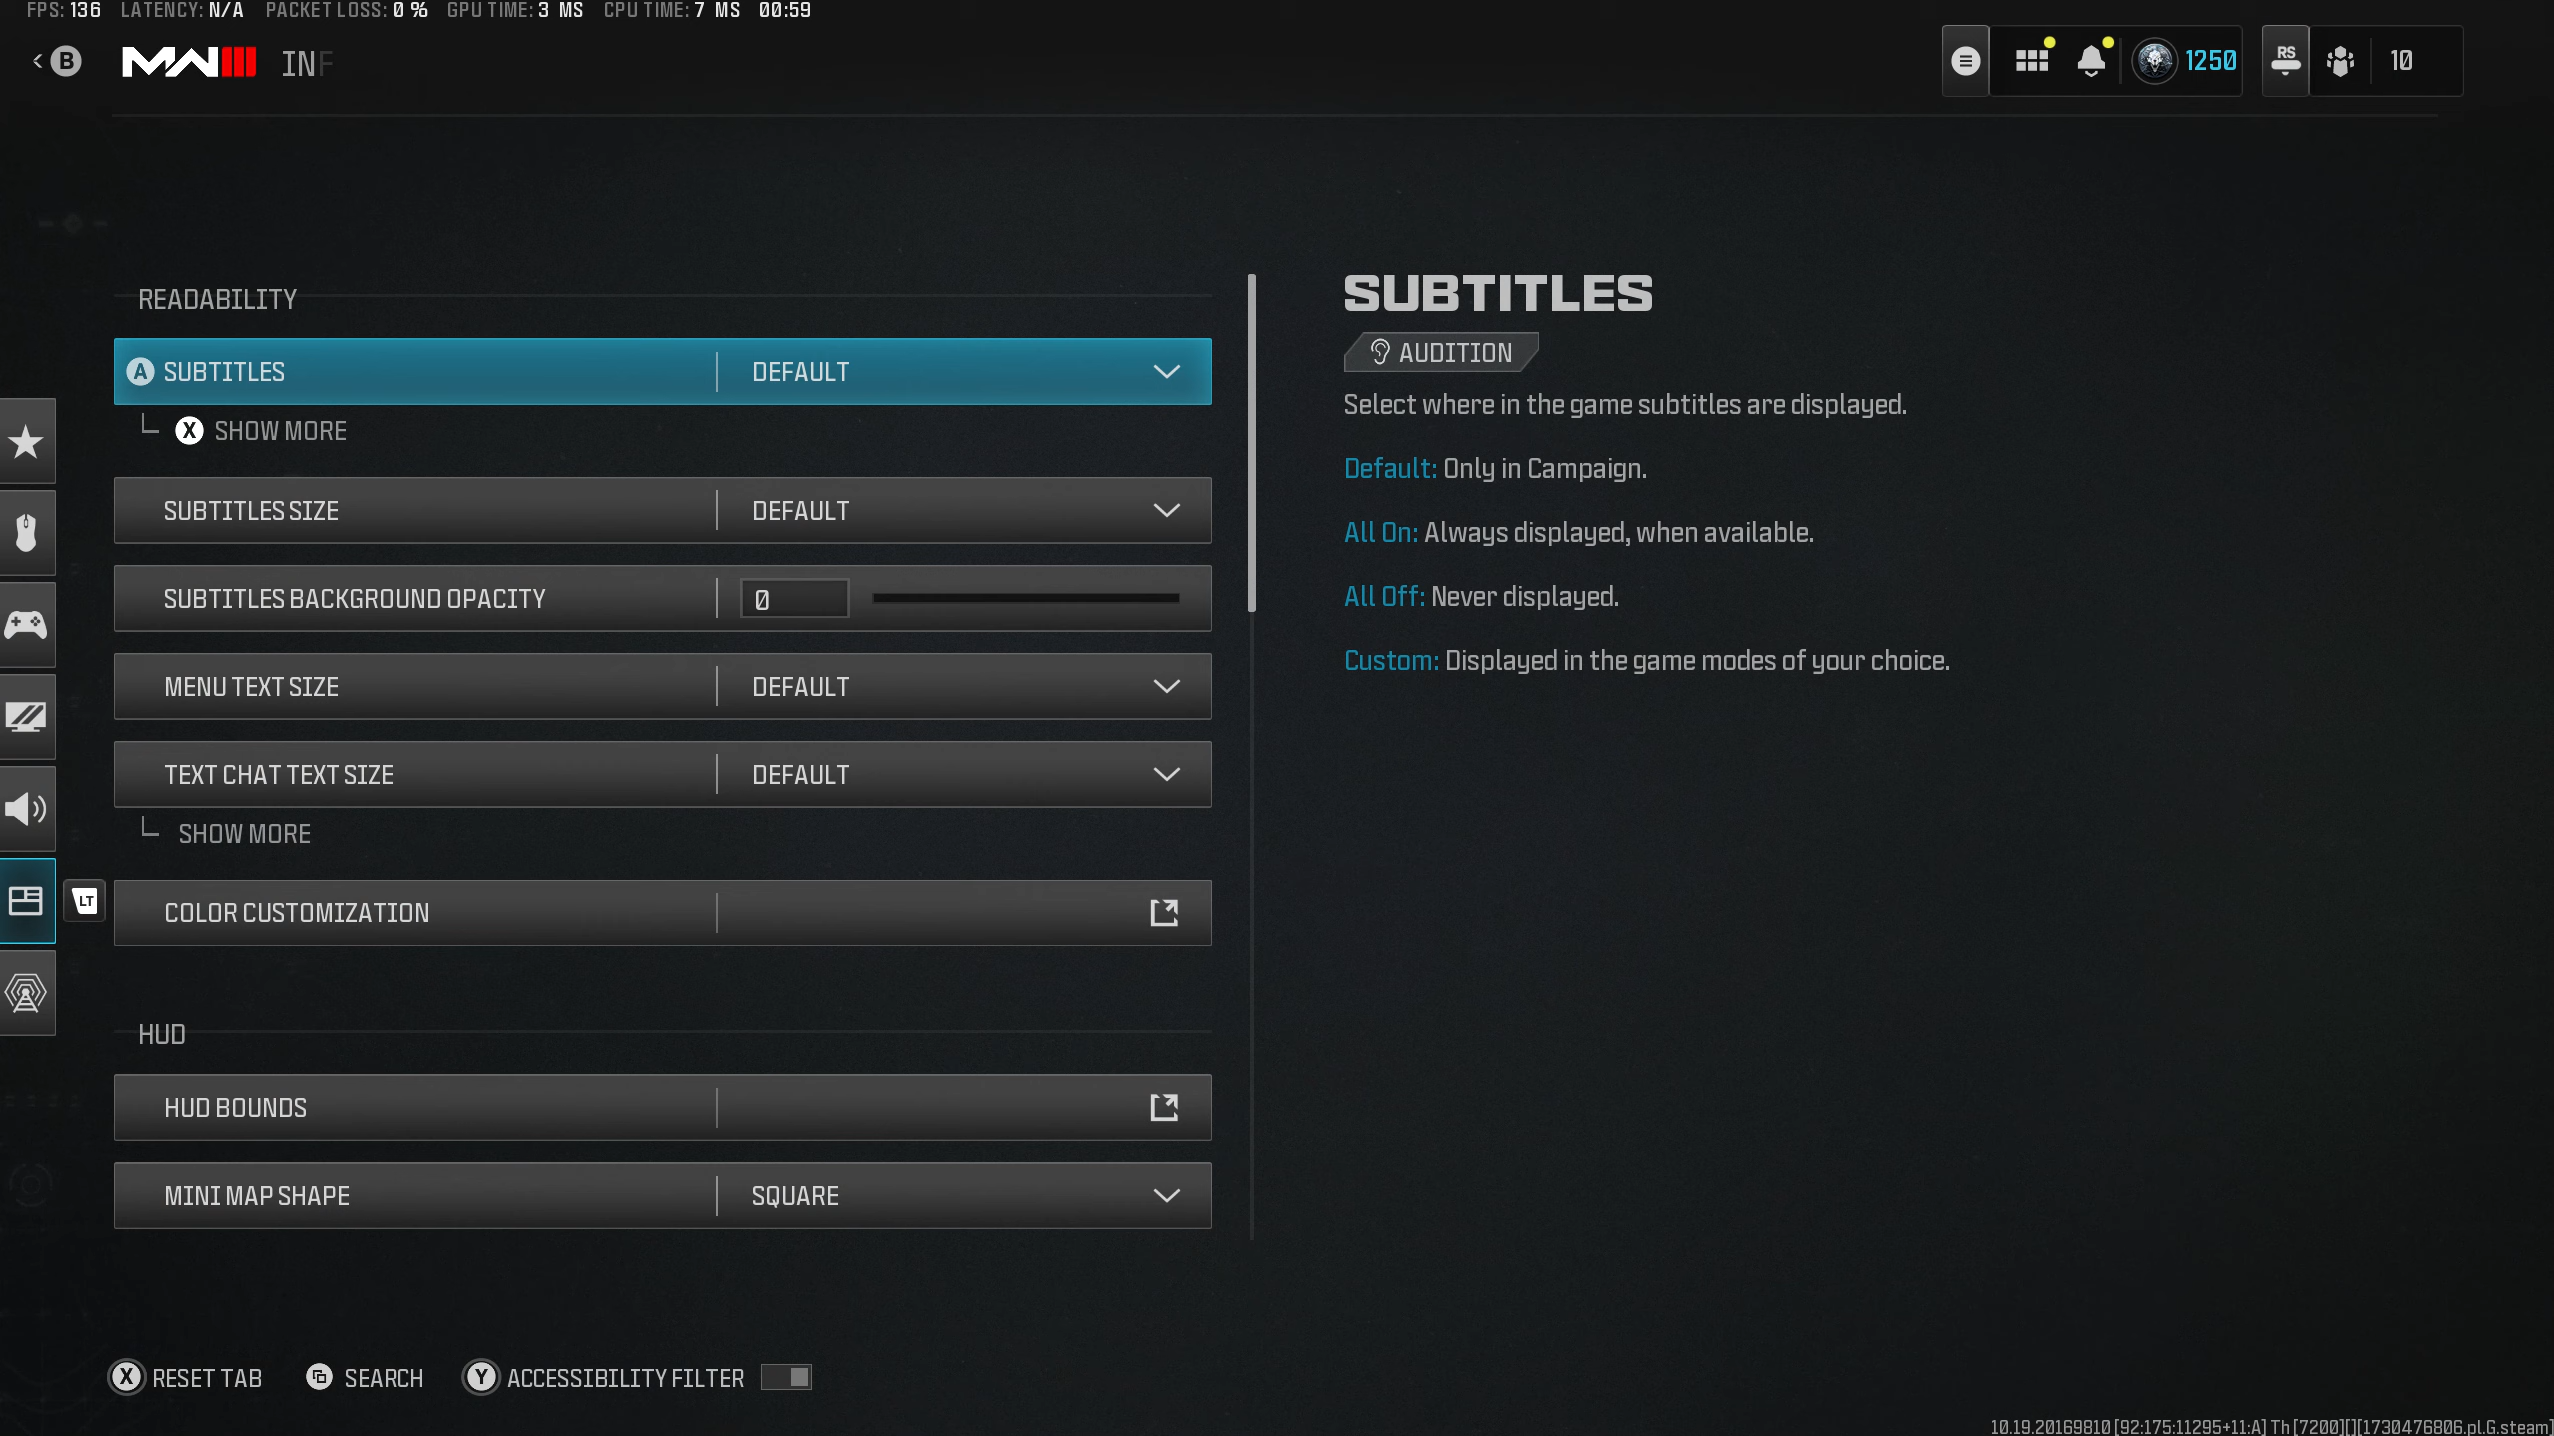 FPS: 136 LATENCY: N/A PACKET LOSS: 0 % GPU TIME: 3 MS CPU TIME: 7 MS 00:59
B MWIII INF 1250 RS 10
READABILITY
A SUBTITLES DEFAULT
X SHOW MORE
SUBTITLES SIZE DEFAULT
SUBTITLES BACKGROUND OPACITY 0
MENU TEXT SIZE DEFAULT
TEXT CHAT TEXT SIZE DEFAULT
SHOW MORE
LT COLOR CUSTOMIZATION
HUD
HUD BOUNDS
MINI MAP SHAPE SQUARE
SUBTITLES
AUDITION
Select where in the game subtitles are displayed.
Default: Only in Campaign.
All On: Always displayed, when available.
All Off: Never displayed.
Custom: Displayed in the game modes of your choice.
X RESET TAB SEARCH Y ACCESSIBILITY FILTER
10.19.20169810 [92:175:11295+11:A] Th [7200][][1730476806.pl.G.steam]